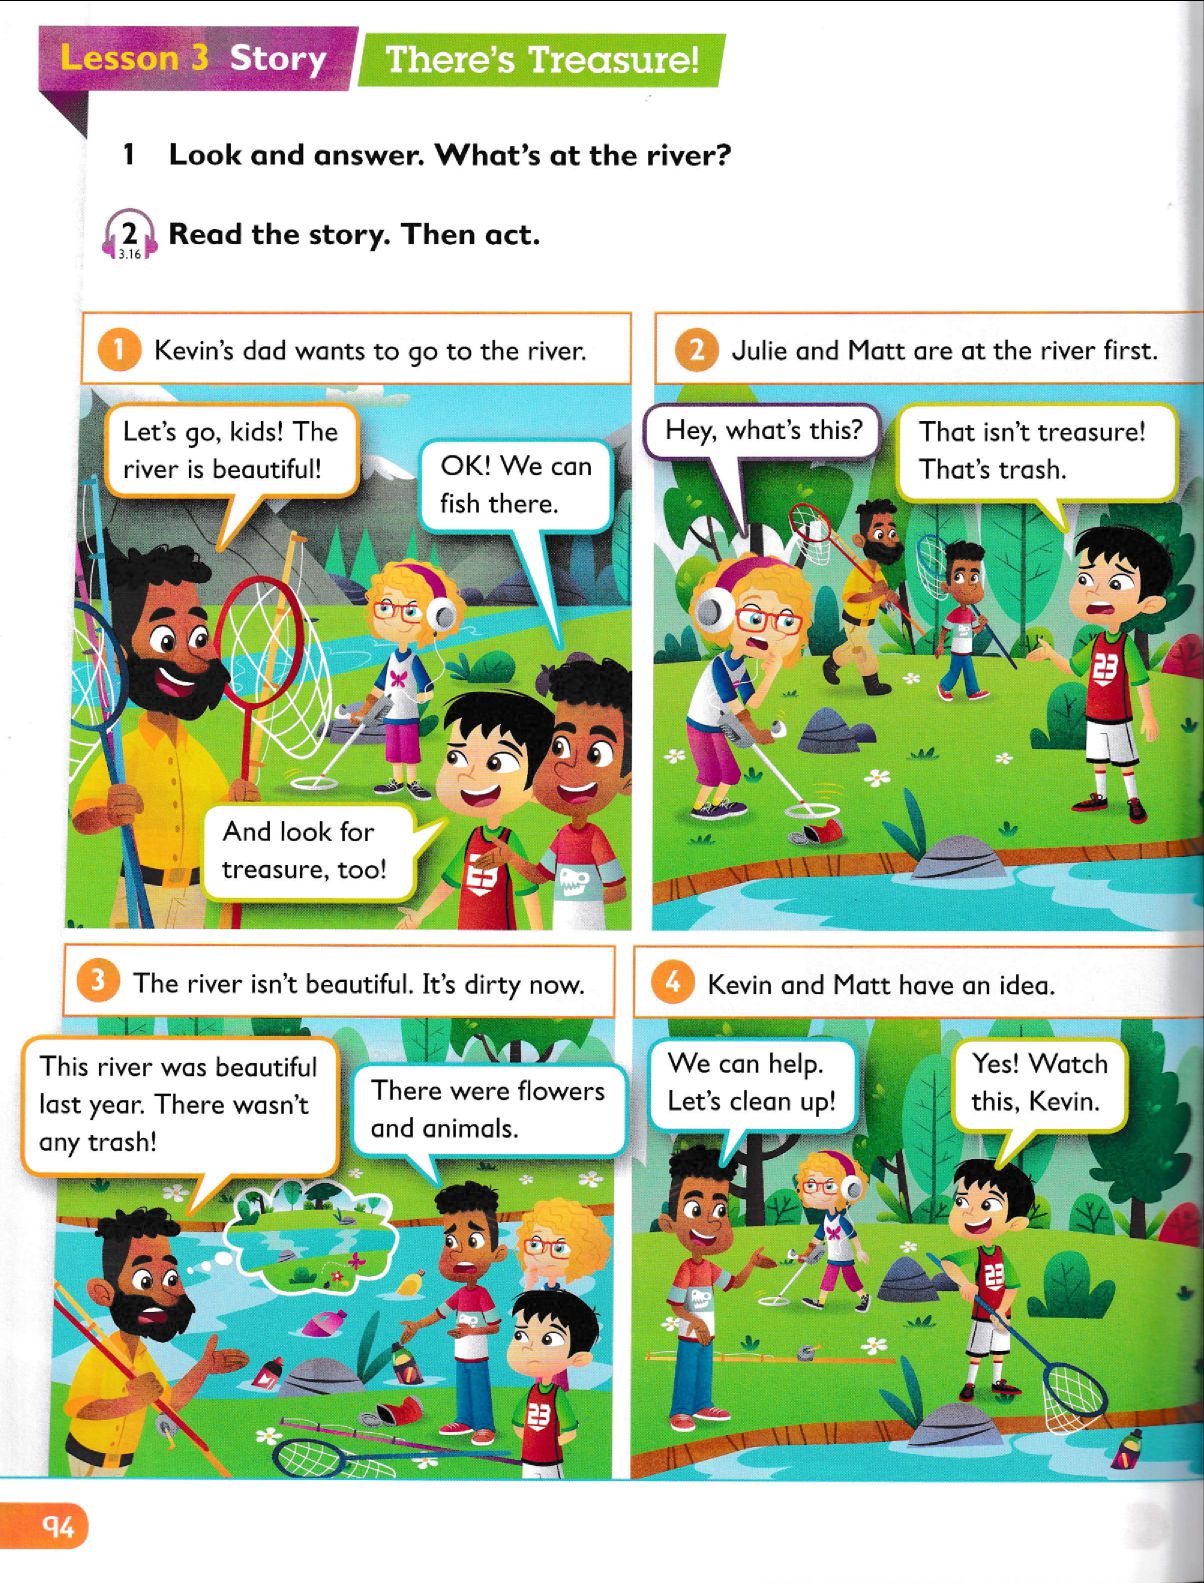 Lesson 3 Story There's Treasure!
1 Look and answer. What's at the river?
2 Read the story. Then act.
3.16
1 Kevin's dad wants to go to the river.
Let's go, kids! The
river is beautiful!
OK! We can
fish there.
And look for
treasure, too!
2 Julie and Matt are at the river first.
Hey, what's this?
That isn't treasure!
That's trash.
23
3 The river isn't beautiful. It's dirty now.
This river was beautiful
last year. There wasn't
any trash!
There were flowers
and animals.
23
4 Kevin and Matt have an idea.
We can help.
Let's clean up!
Yes! Watch
this, Kevin.
23
94